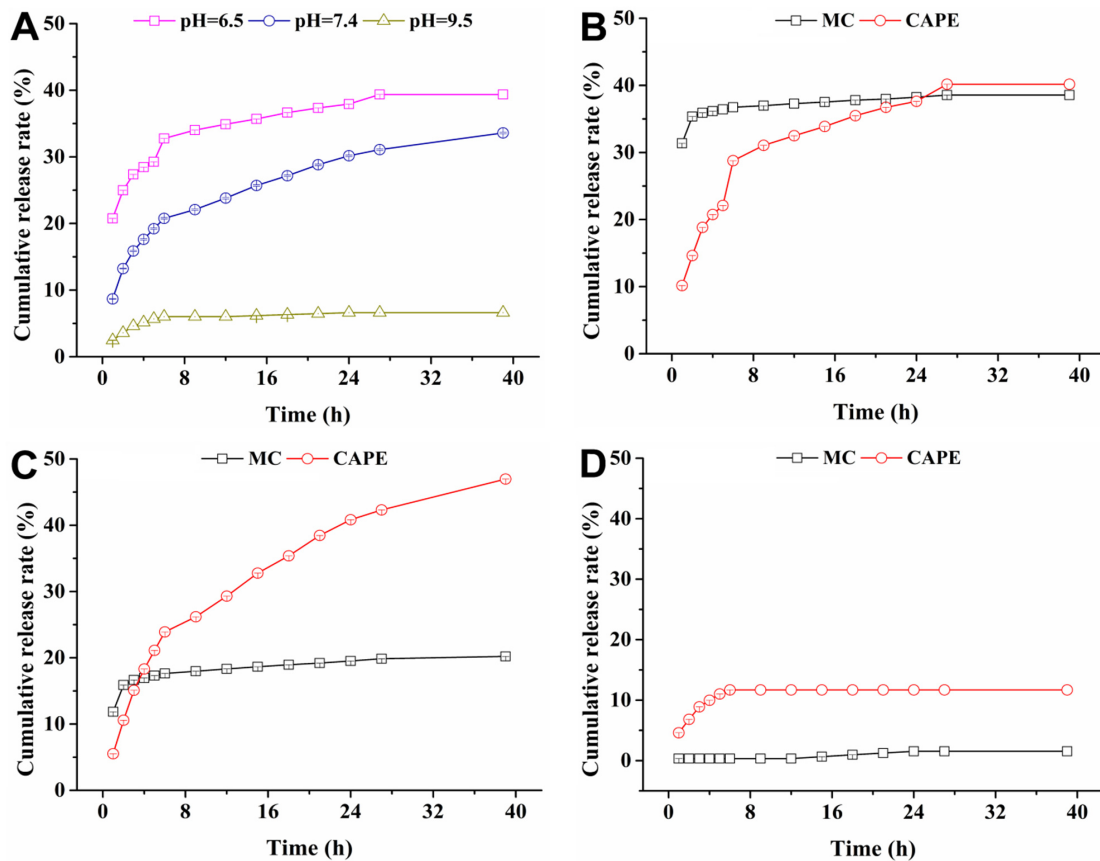 A
pH=6.5 pH=7.4 pH=9.5
Cumulative release rate (%)
50
40
30
20
10
0
0 8 16 24 32 40
Time (h)
B
MC CAPE
Cumulative release rate (%)
50
40
30
20
10
0
0 8 16 24 32 40
Time (h)
C
MC CAPE
Cumulative release rate (%)
50
40
30
20
10
0
0 8 16 24 32 40
Time (h)
D
MC CAPE
Cumulative release rate (%)
50
40
30
20
10
0
0 8 16 24 32 40
Time (h)